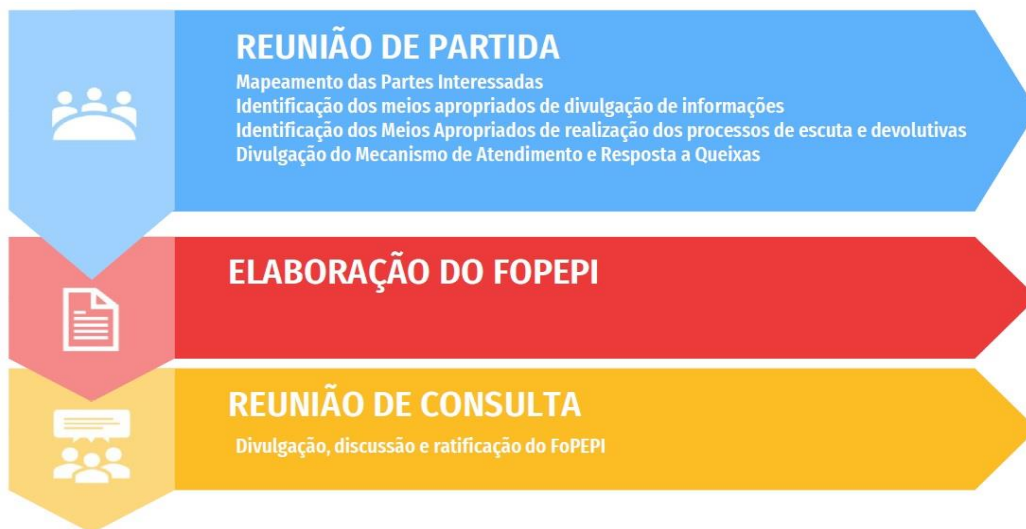 REUNIÃO DE PARTIDA
Mapeamento das Partes Interessadas
Identificação dos meios apropriados de divulgação de informações
Identificação dos Meios Apropriados de realização dos processos de escuta e devolutivas
Divulgação do Mecanismo de Atendimento e Resposta a Queixas
ELABORAÇÃO DO FOPEPI
REUNIÃO DE CONSULTA
Divulgação, discussão e ratificação do FoPEPI